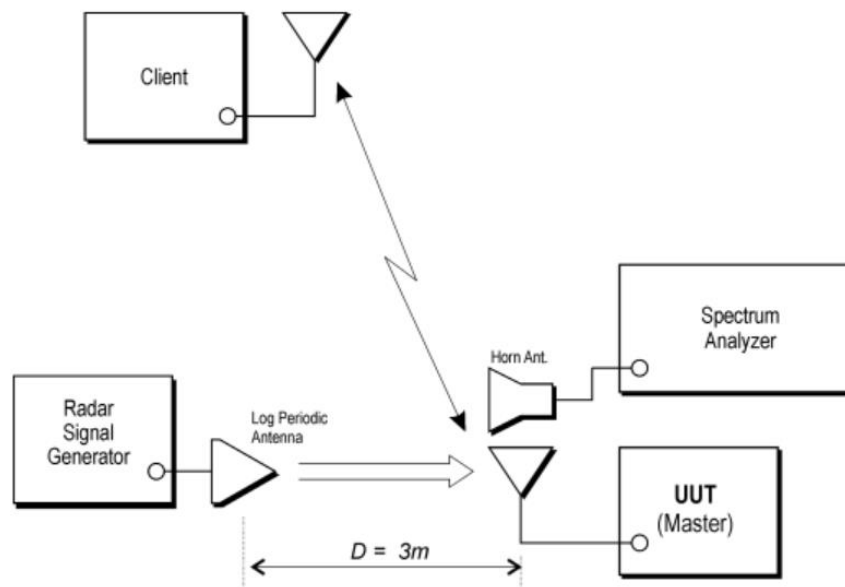 Client
Spectrum
Analyzer
Horn Ant.
Radar
Signal
Generator
Log Periodic
Antenna
UUT
(Master)
D = 3m